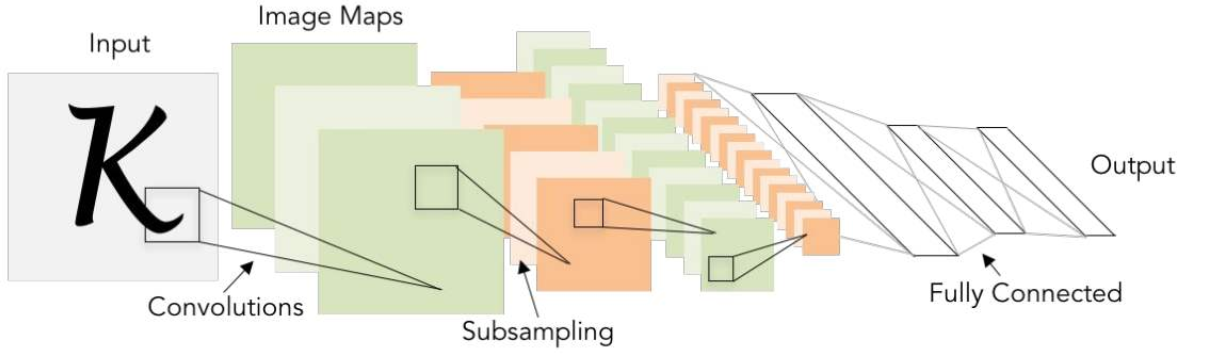 Image Maps
Input
K
Output
Convolutions
Subsampling
Fully Connected